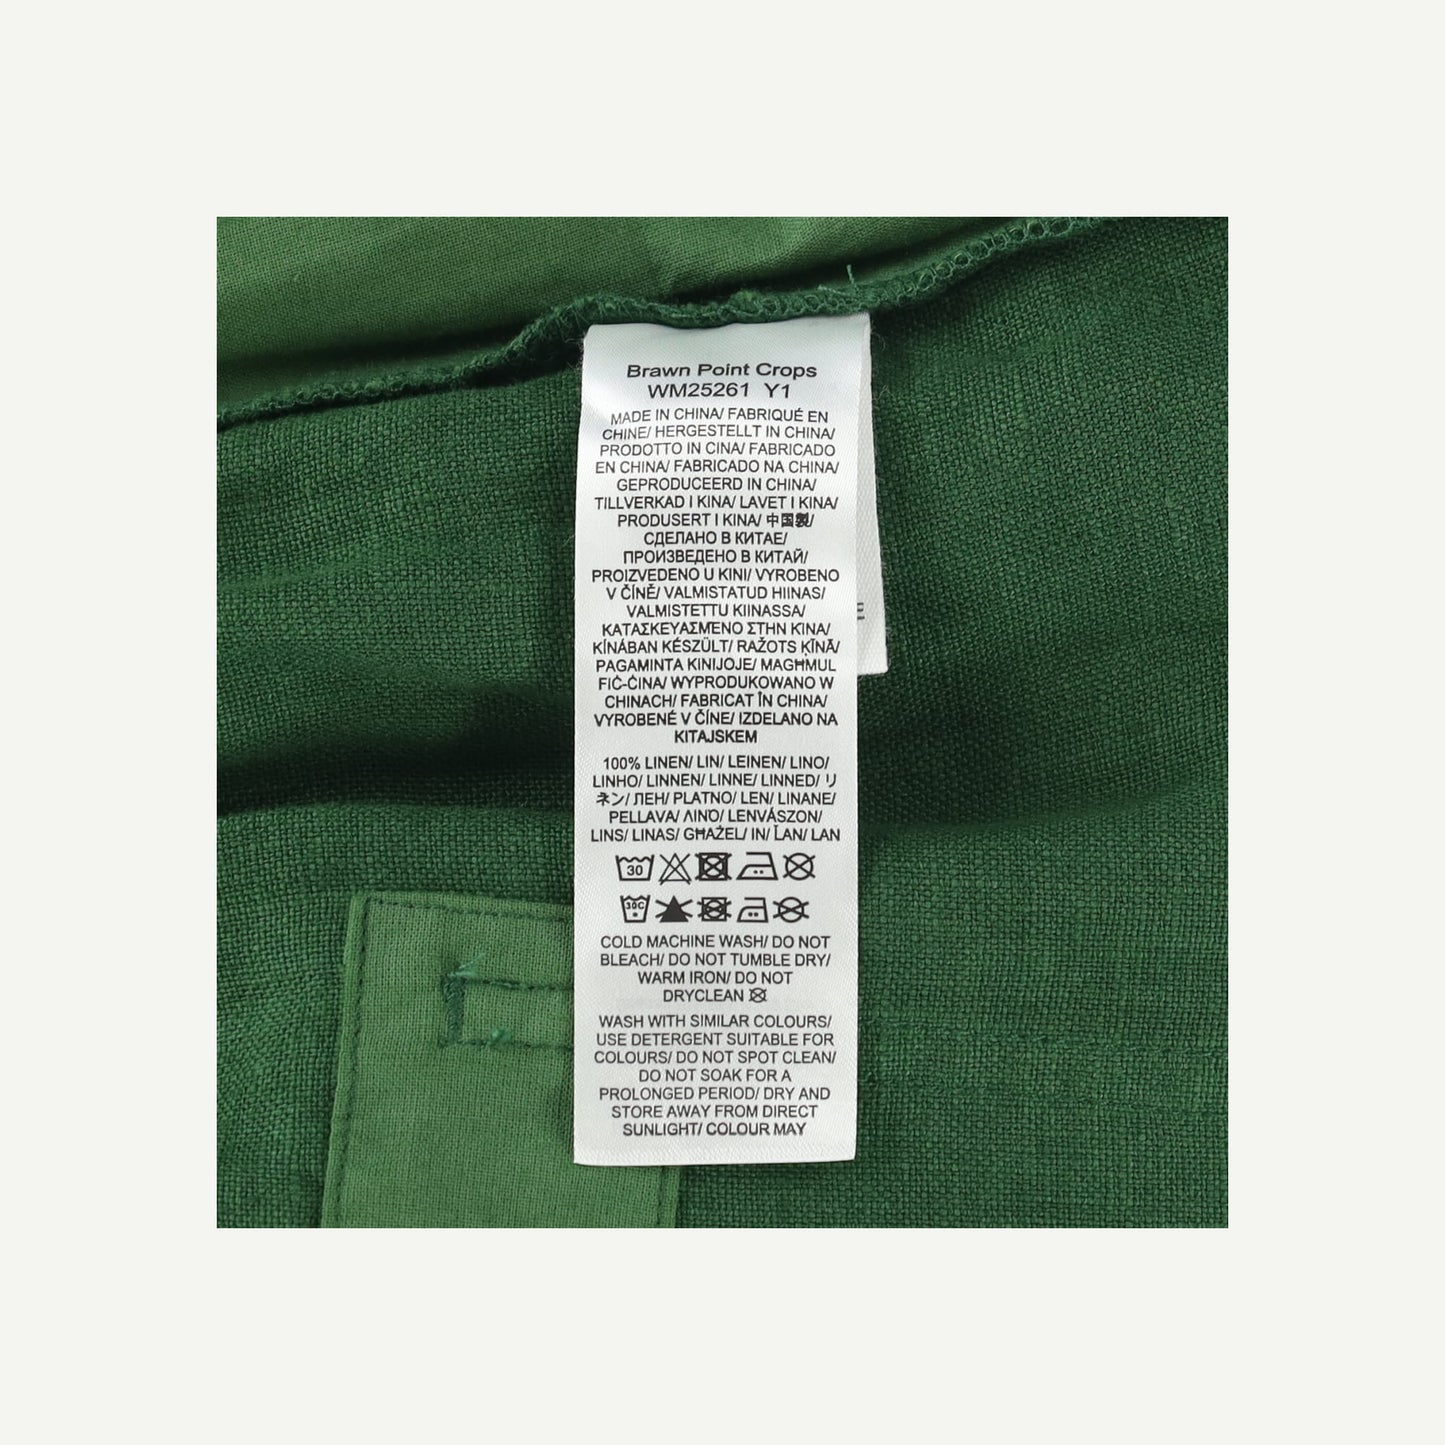 Brawn Point Crops
WM25261 Y1
MADE IN CHINA/ FABRIQUÉ EN
CHINE/ HERGESTELLT IN CHINA/
PRODOTTO IN CINA/ FABRICADO
EN CHINA/ FABRICADO NA CHINA/
GEPRODUCEERD IN CHINA/
TILLVERKAD I KINA/ LAVET I KINA/
PRODUSERT I KINA/ 中国製/
СДЕЛАНО В КИТАЕ/
ПРОИЗВЕДЕНО В КИТАЙ/
PROIZVEDENO U KINI/ VYROBENO
V ČÍNĚ/ VALMISTATUD HIINAS/
VALMISTETTU KIINASSA/
ΚΑΤΑΣΚΕΥΑΣΜΈΝΟ ΣΤΗΝ ΚΊΝΑ/
KÍNÁBAN KÉSZÜLT/ RAŽOTS ĶĪNĀ/
PAGAMINTA KINIJOJE/ MAGĦMUL
FIĊ-ĊINA/ WYPRODUKOWANO W
CHINACH/ FABRICAT ÎN CHINA/
VYROBENÉ V ČÍNE/ IZDELANO NA
KITAJSKEM
100% LINEN/ LIN/ LEINEN/ LINO/
LINHO/ LINNEN/ LINNE/ LINNED/ リ
ネン/ ЛЕН/ PLATNO/ LEN/ LINANE/
PELLAVA/ ΛΙΝΌ/ LENVÁSZON/
LINS/ LINAS/ GĦAŻEL/ IN/ ĽAN/ LAN
30
30C
COLD MACHINE WASH/ DO NOT
BLEACH/ DO NOT TUMBLE DRY/
WARM IRON/ DO NOT
DRYCLEAN
WASH WITH SIMILAR COLOURS/
USE DETERGENT SUITABLE FOR
COLOURS/ DO NOT SPOT CLEAN/
DO NOT SOAK FOR A
PROLONGED PERIOD/ DRY AND
STORE AWAY FROM DIRECT
SUNLIGHT/ COLOUR MAY